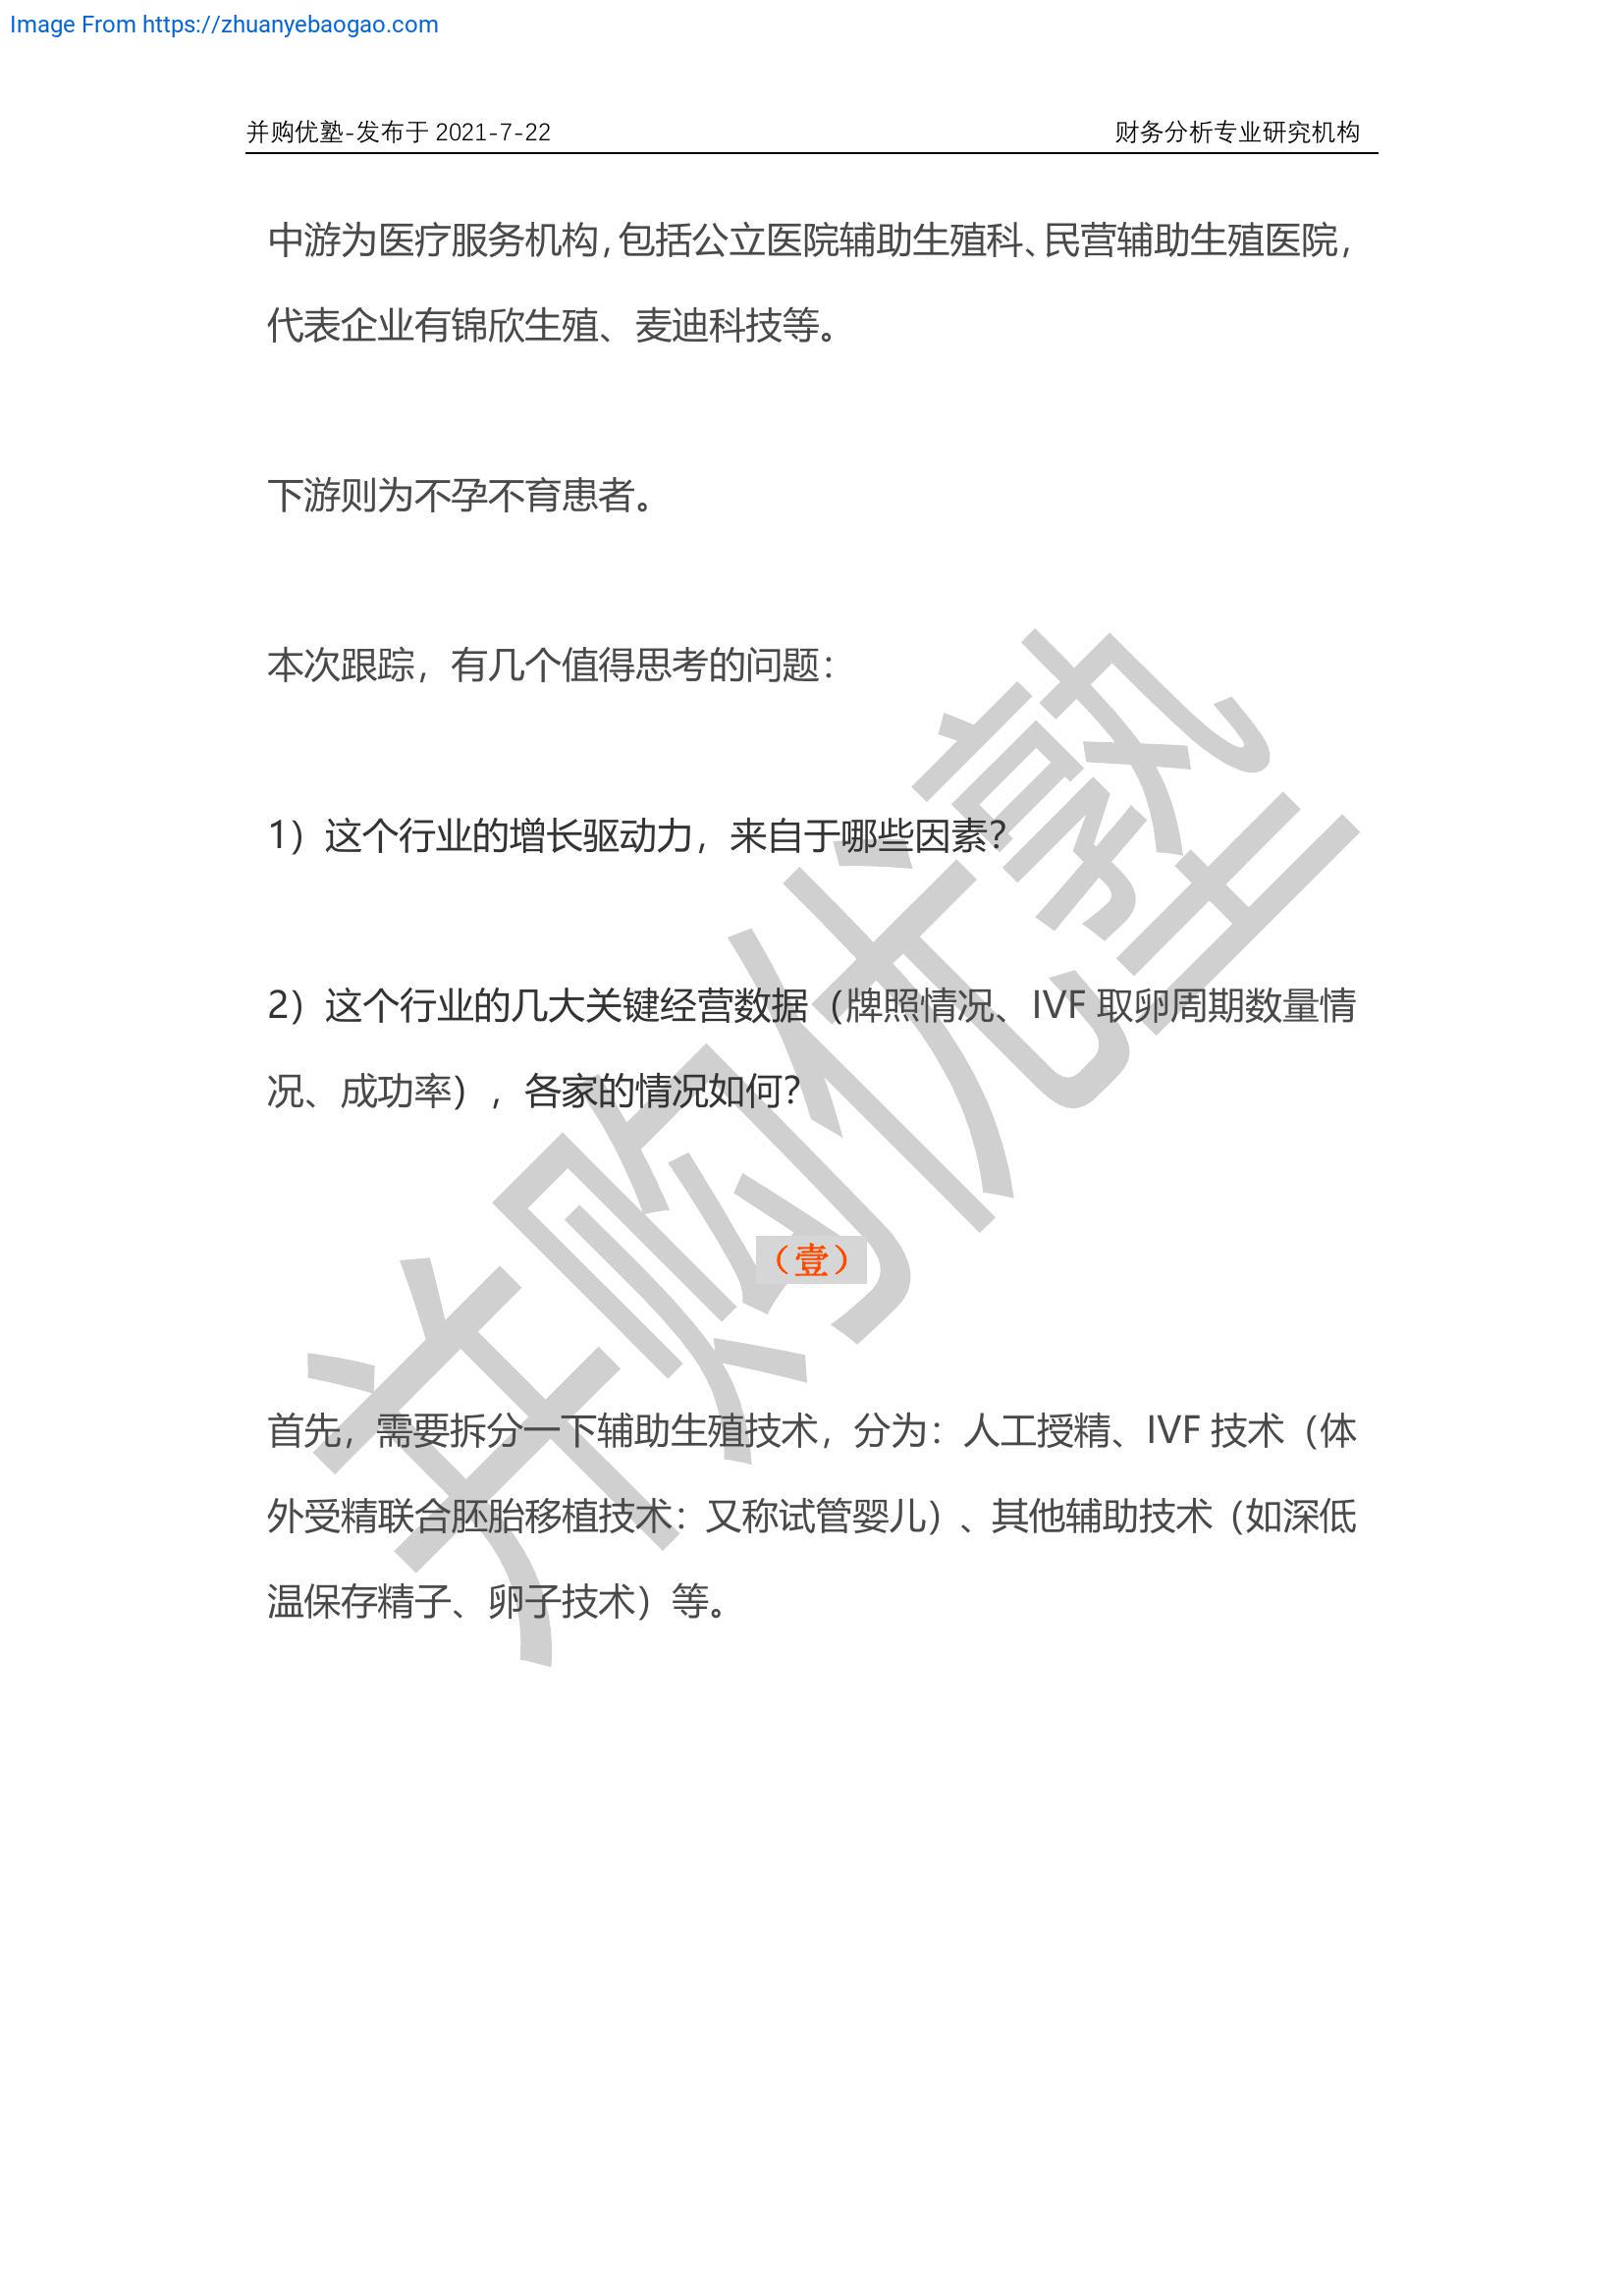 Image From https://zhuanyebaogao.com
并购优塾-发布于 2021-7-22 财务分析专业研究机构
中游为医疗服务机构，包括公立医院辅助生殖科、民营辅助生殖医院，
代表企业有锦欣生殖、麦迪科技等。
下游则为不孕不育患者。
本次跟踪，有几个值得思考的问题：
1）这个行业的增长驱动力，来自于哪些因素？
2）这个行业的几大关键经营数据（牌照情况、IVF 取卵周期数量情
况、成功率），各家的情况如何？
（壹）
首先，需要拆分一下辅助生殖技术，分为：人工授精、IVF 技术（体
外受精联合胚胎移植技术：又称试管婴儿）、其他辅助技术（如深低
温保存精子、卵子技术）等。
并购优塾